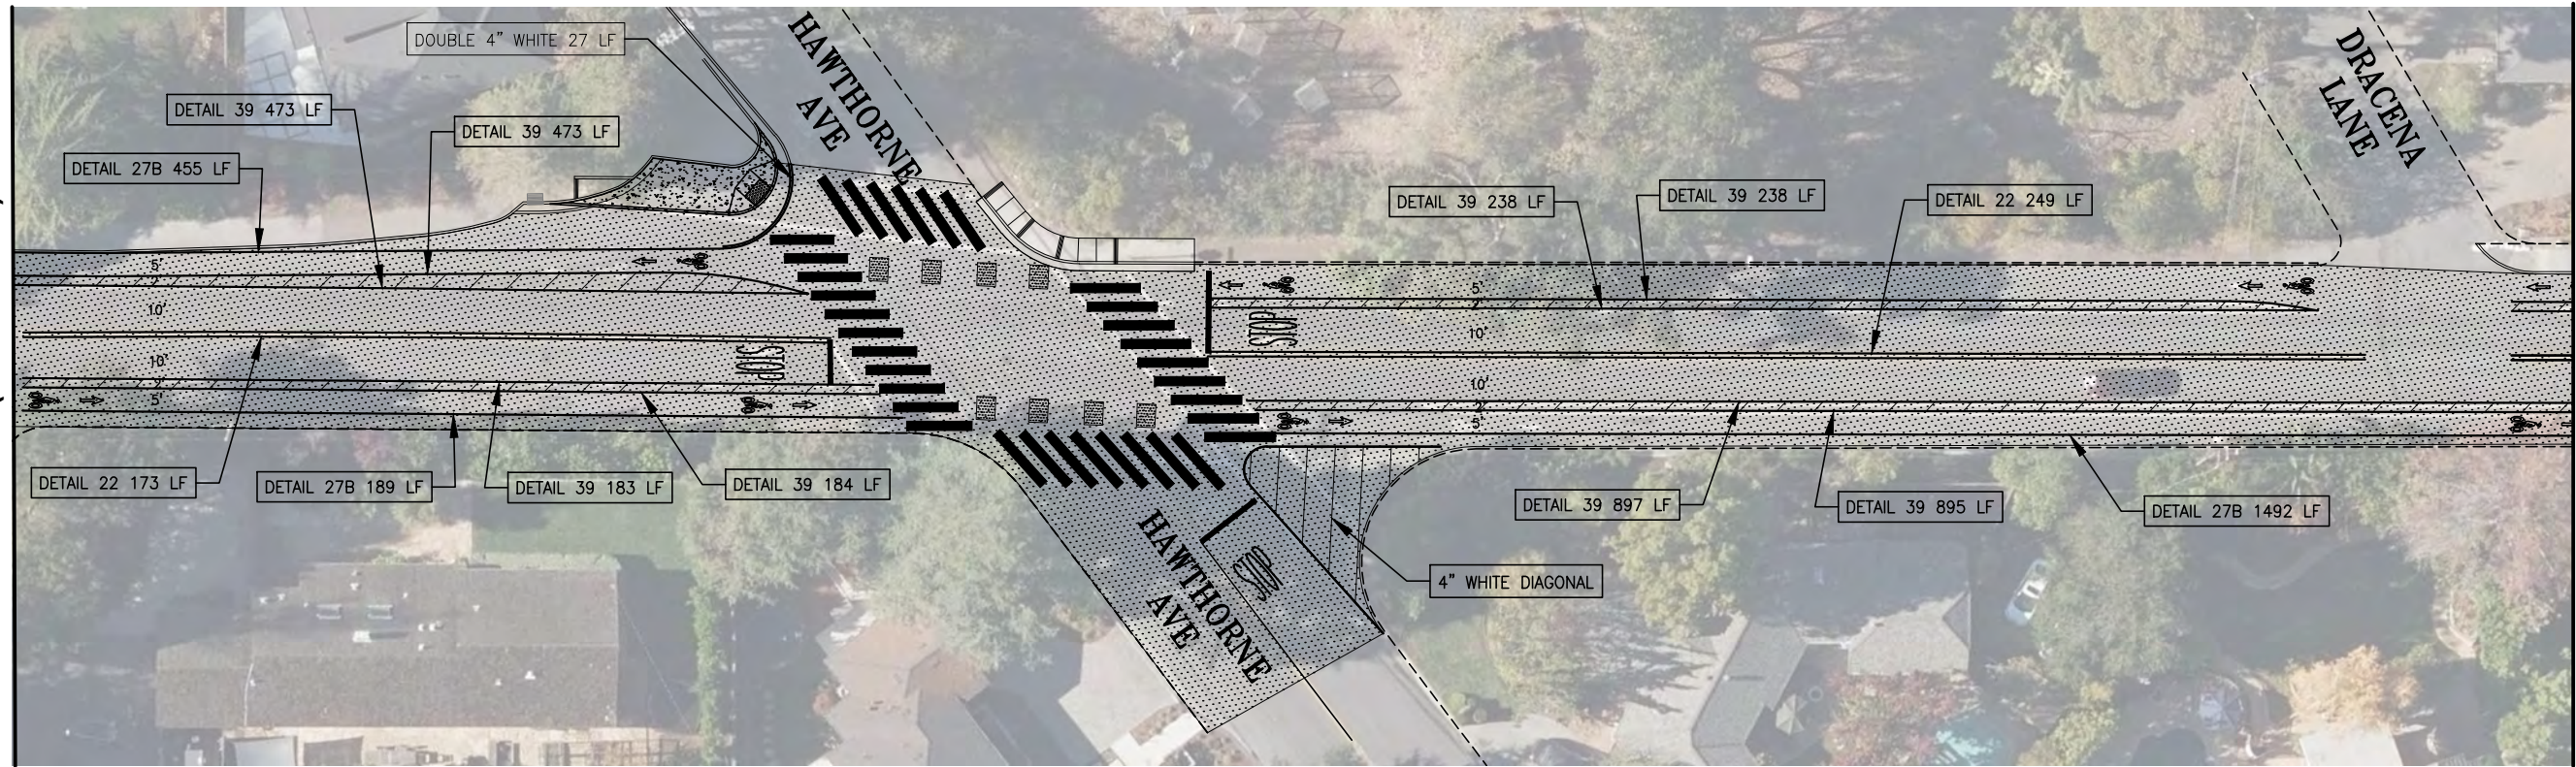 DOUBLE 4" WHITE 27 LF
HAWTHORNE
AVE
DRACENA
LANE
DETAIL 39 473 LF
DETAIL 39 473 LF
DETAIL 27B 455 LF
DETAIL 39 238 LF
DETAIL 39 238 LF
DETAIL 22 249 LF
5'
10'
10'
5'
STOP
5'
2'
10'
10'
2'
5'
STOP
DETAIL 22 173 LF
DETAIL 27B 189 LF
DETAIL 39 183 LF
DETAIL 39 184 LF
DETAIL 39 897 LF
DETAIL 39 895 LF
DETAIL 27B 1492 LF
HAWTHORNE
AVE
4" WHITE DIAGONAL